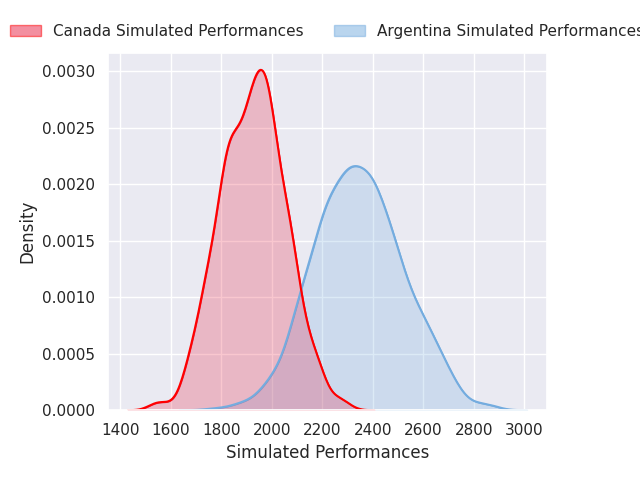 Canada Simulated Performances Argentina Simulated Performances
0.0030
0.0025
0.0020
0.0015
0.0010
0.0005
0.0000
Density
1400 1600 1800 2000 2200 2400 2600 2800 3000
Simulated Performances